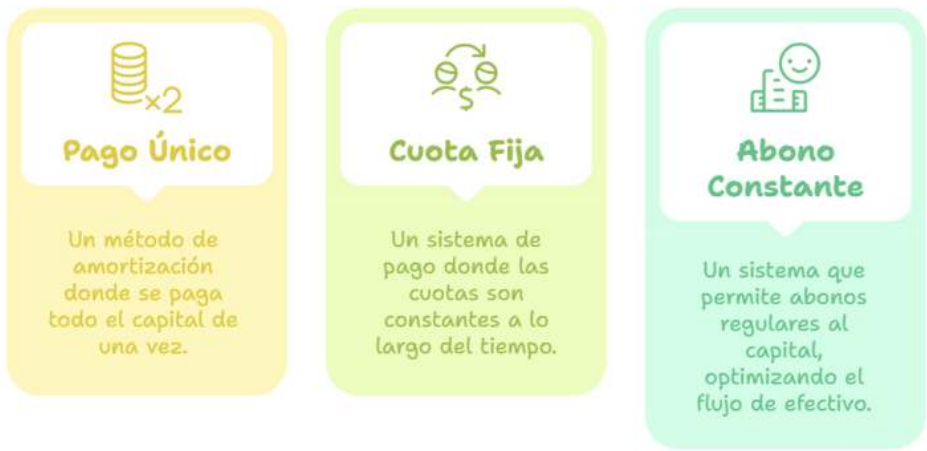 ×2
Pago Único
Un método de
amortización
donde se paga
todo el capital de
una vez.
$
Cuota Fija
Un sistema de
pago donde las
cuotas son
constantes a lo
largo del tiempo.
Abono
Constante
Un sistema que
permite abonos
regulares al
capital,
optimizando el
flujo de efectivo.